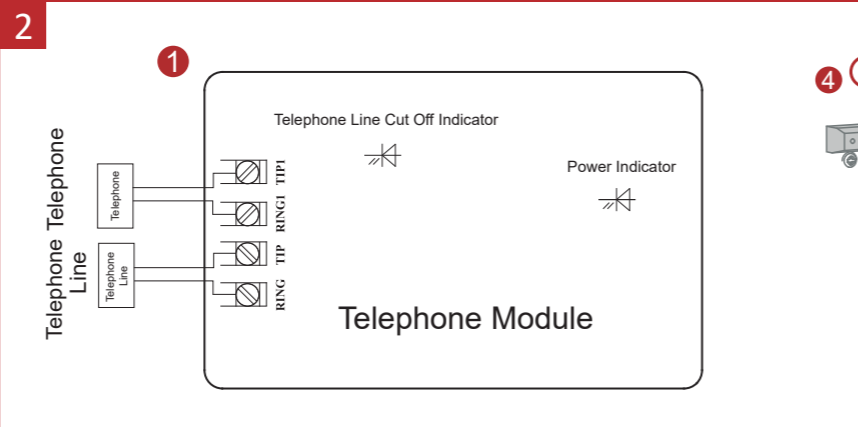 2
1
4
Telephone Line Cut Off Indicator
Power Indicator
Telephone
Telephone
TIP1
RING1
Telephone
Line
Telephone
Line
TIP
RING
Telephone Module